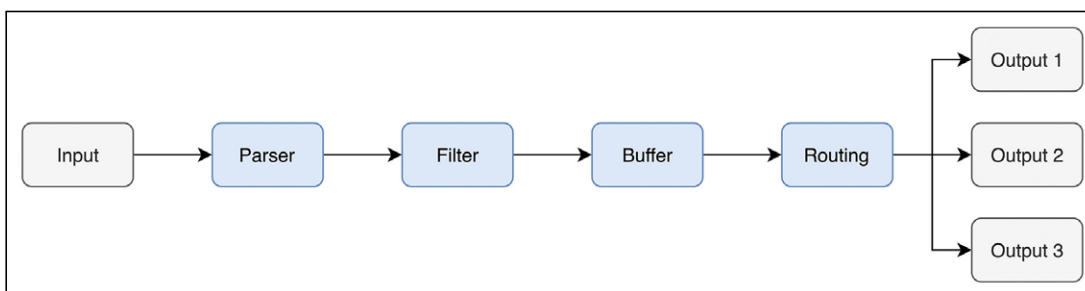 Input
Parser
Filter
Buffer
Routing
Output 1
Output 2
Output 3